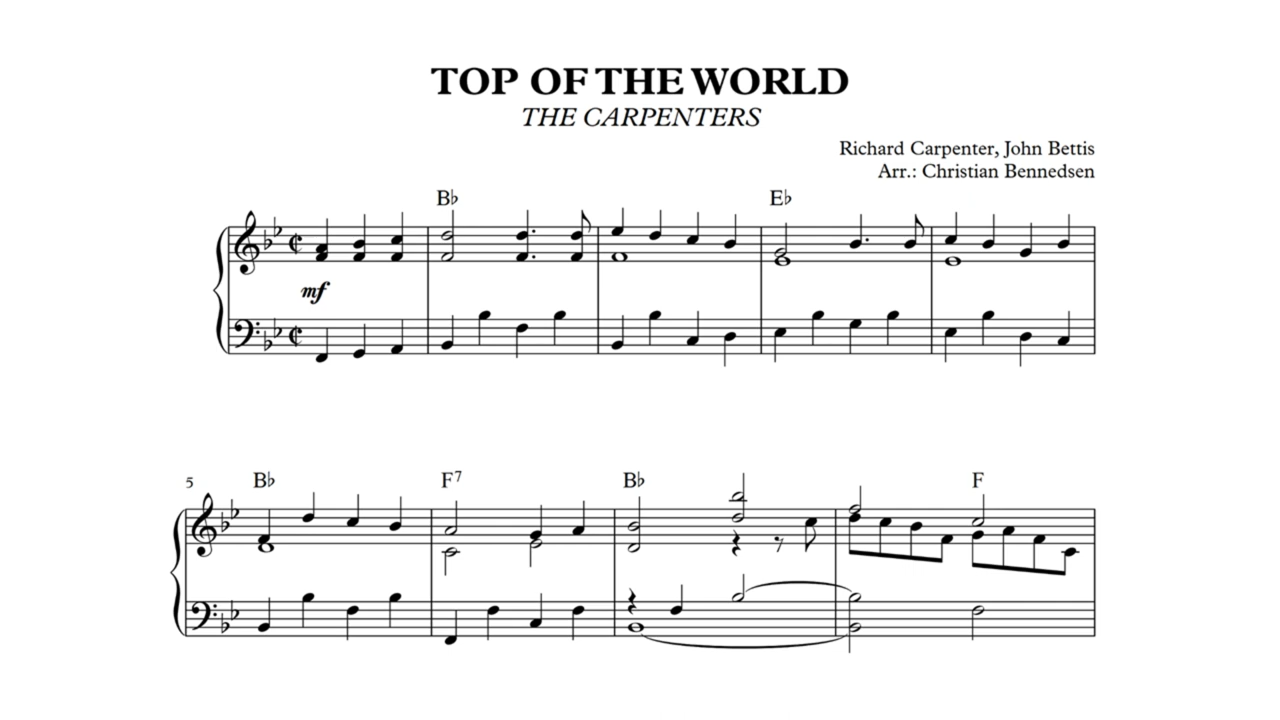 TOP OF THE WORLD
THE CARPENTERS
Richard Carpenter, John Bettis
Arr.: Christian Bennedsen
B♭ E♭
mf
5
B♭ F7 B♭ F